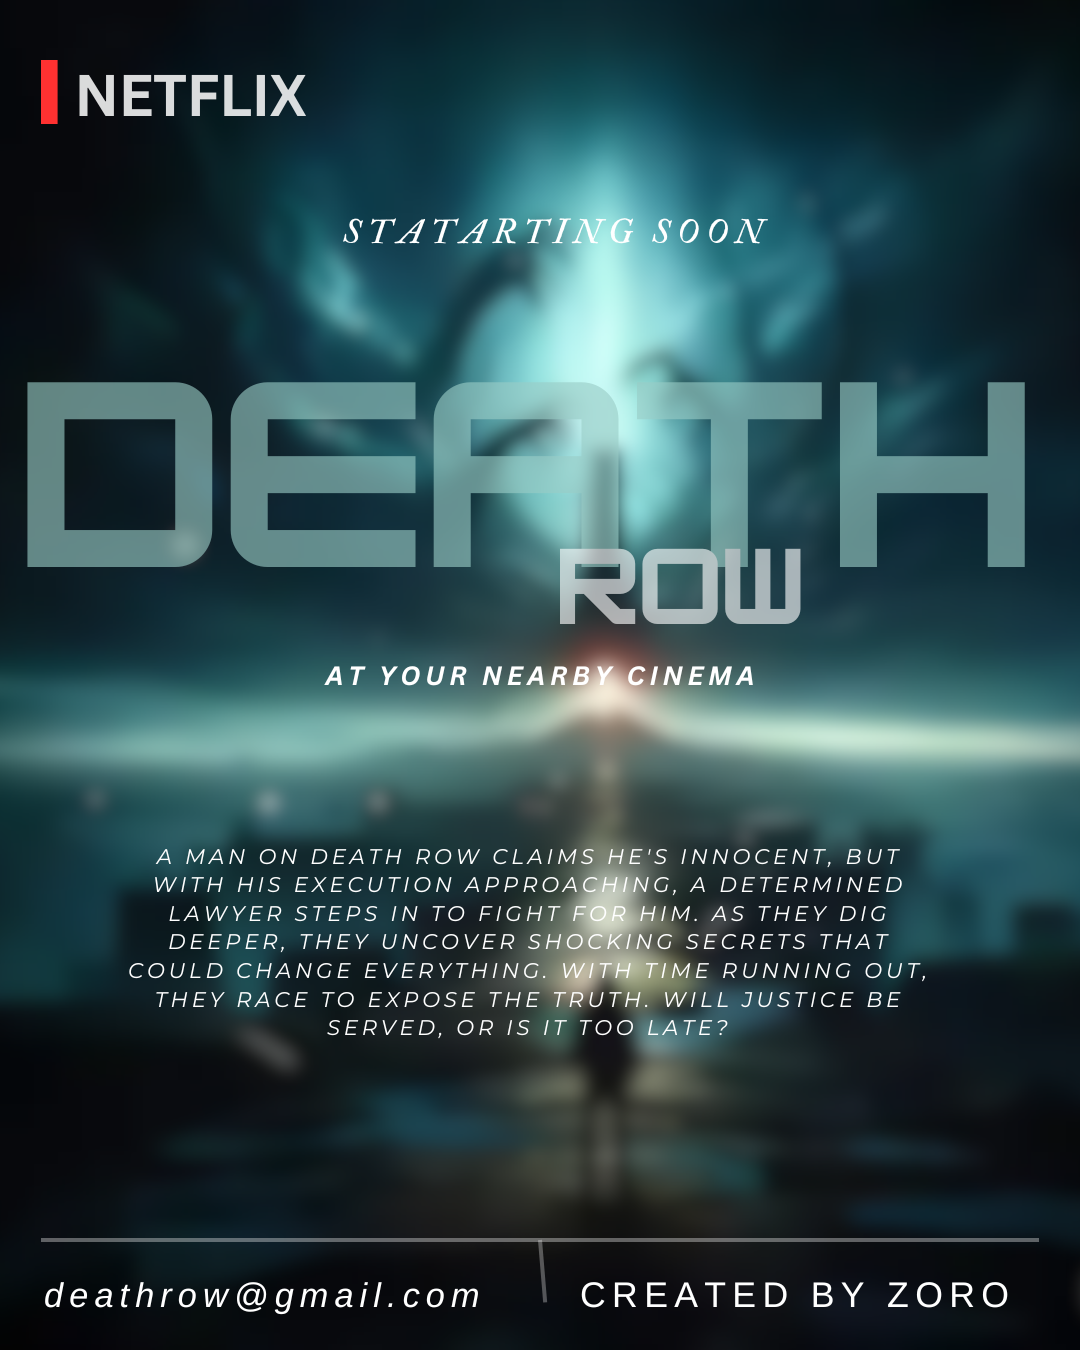 NETFLIX
STATARTING SOON
DEATH
ROW
AT YOUR NEARBY CINEMA
A MAN ON DEATH ROW CLAIMS HE'S INNOCENT, BUT
WITH HIS EXECUTION APPROACHING, A DETERMINED
LAWYER STEPS IN TO FIGHT FOR HIM. AS THEY DIG
DEEPER, THEY UNCOVER SHOCKING SECRETS THAT
COULD CHANGE EVERYTHING. WITH TIME RUNNING OUT,
THEY RACE TO EXPOSE THE TRUTH. WILL JUSTICE BE
SERVED, OR IS IT TOO LATE?
deathrow@gmail.com
CREATED BY ZORO